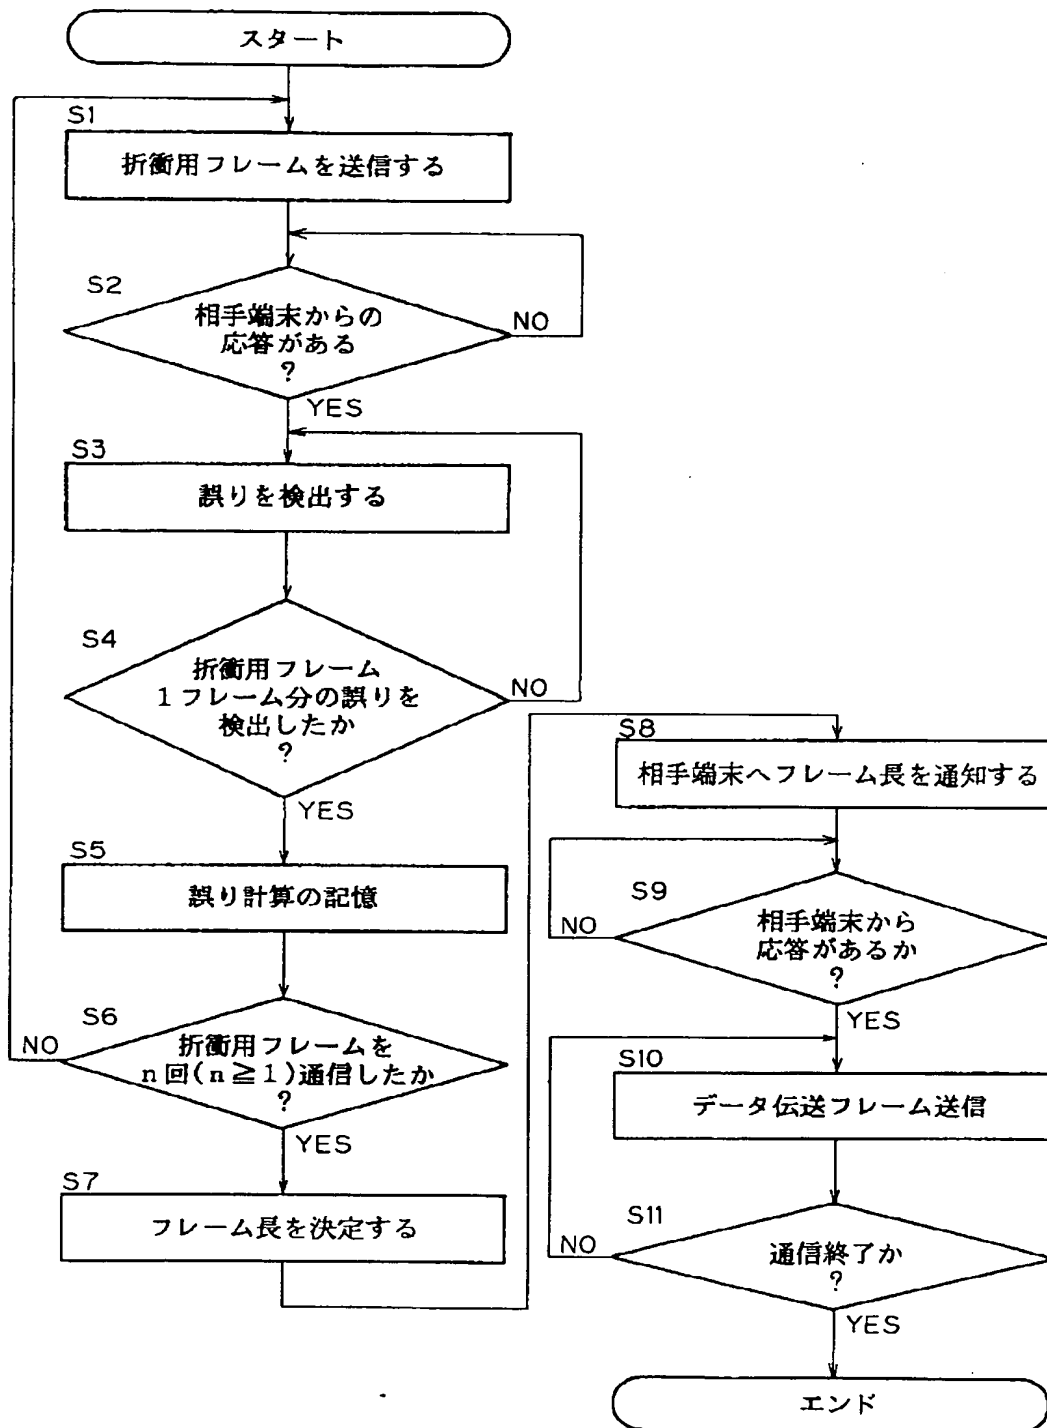 スタート
S1
折衝用フレームを送信する
S2
相手端末からの
応答がある
?
NO
YES
S3
誤りを検出する
S4
折衝用フレーム
1フレーム分の誤りを
検出したか
?
NO
YES
S5
誤り計算の記憶
S6
NO
折衝用フレームを
n回(n≧1)通信したか
?
YES
S7
フレーム長を決定する
S8
相手端末へフレーム長を通知する
S9
NO
相手端末から
応答があるか
?
YES
S10
データ伝送フレーム送信
S11
NO
通信終了か
?
YES
エンド